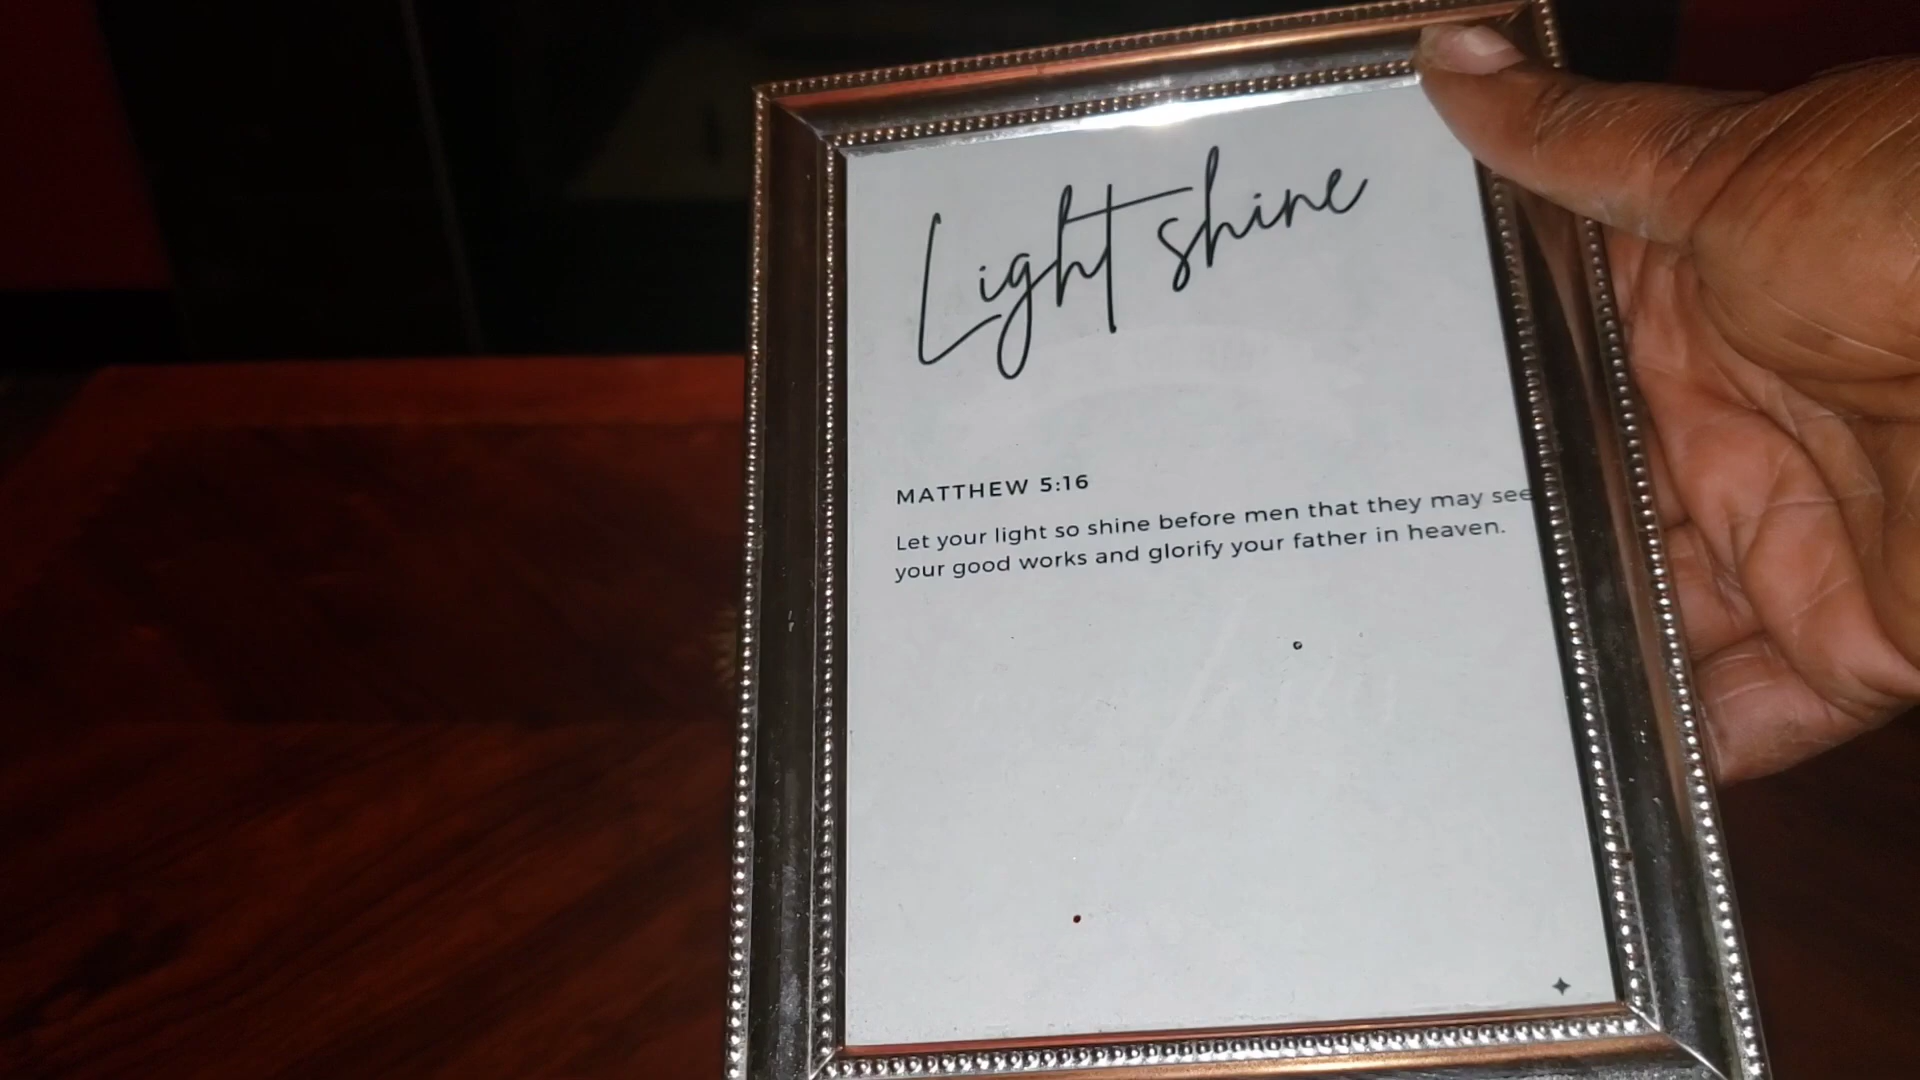 Light shine
MATTHEW 5:16
Let your light so shine before men that they may see
your good works and glorify your father in heaven.